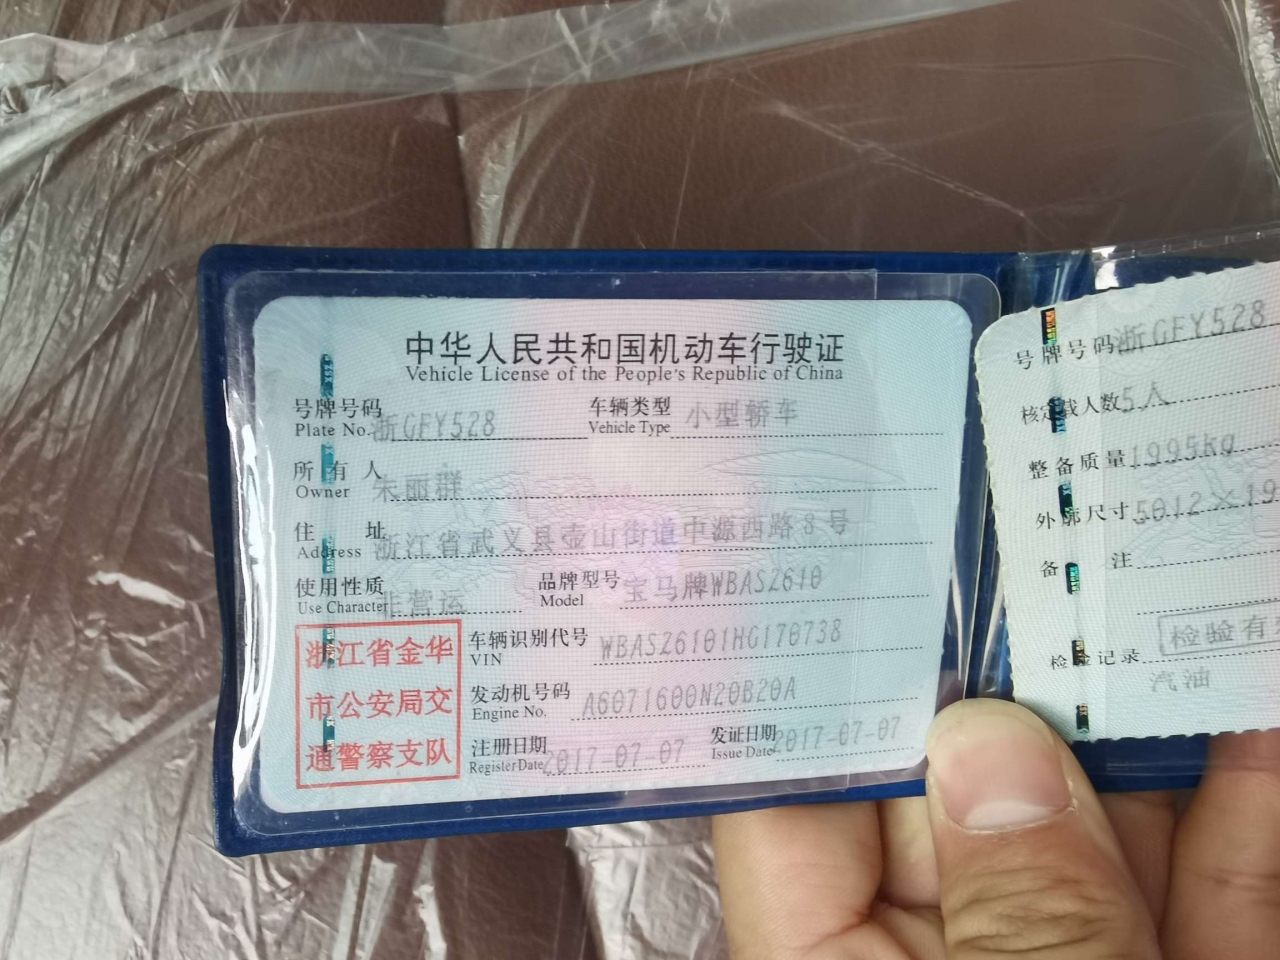 中华人民共和国机动车行驶证
Vehicle License of the People's Republic of China
号牌号码 浙GFY528 车辆类型 小型轿车
Plate No. Vehicle Type
所有人 朱丽群
Owner
住址 浙江省武义县壶山街道中源西路8号
Address
使用性质 非营运 品牌型号 宝马牌WBAS2610
Use Character Model
浙江省金华
市公安局交
通警察支队
车辆识别代号 WBAS26101HG170738
VIN
发动机号码 A6071600N20B20A
Engine No.
注册日期 2017-07-07 发证日期 2017-07-07
Register Date Issue Date
号牌号码 浙GFY528
核定载人数 5人
整备质量 1995kg
外廓尺寸 5012×19
备注
检验记录 检验有
汽油